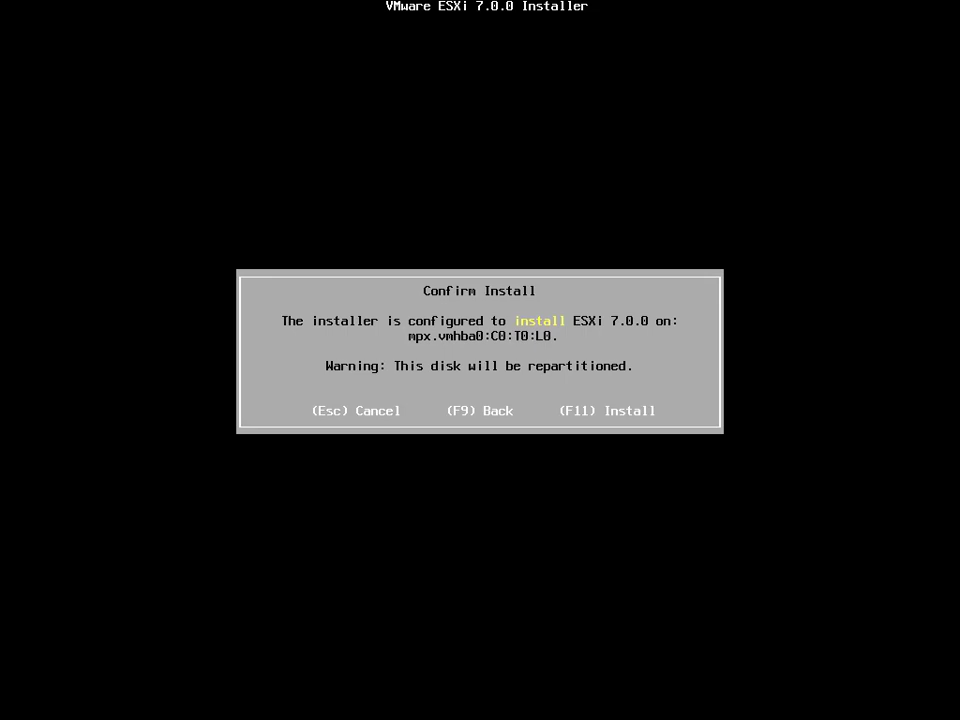 VMware ESXi 7.0.0 Installer
Confirm Install
The installer is configured to install ESXi 7.0.0 on:
mpx.vmhba0:C0:T0:L0.
Warning: This disk will be repartitioned.
(Esc) Cancel (F9) Back (F11) Install